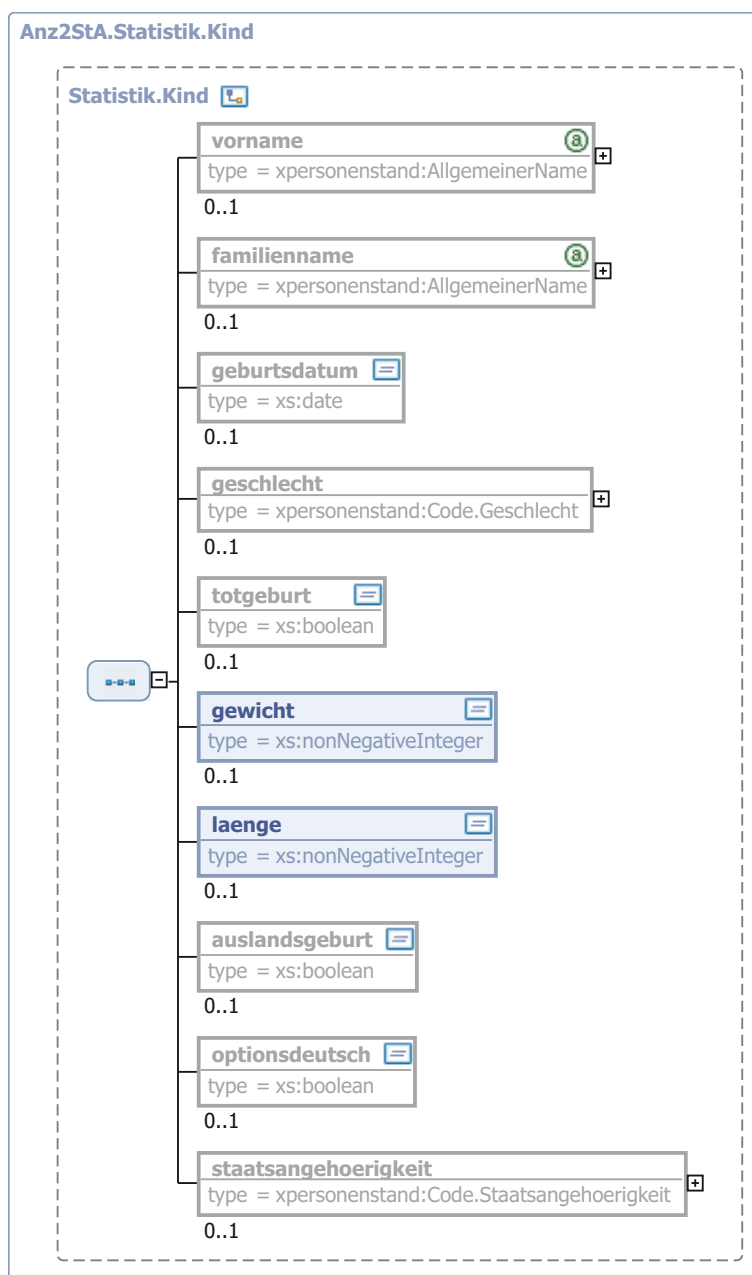 Anz2StA.Statistik.Kind
Statistik.Kind
vorname
type = xpersonenstand:AllgemeinerName
0..1
familienname
type = xpersonenstand:AllgemeinerName
0..1
geburtsdatum
type = xs:date
0..1
geschlecht
type = xpersonenstand:Code.Geschlecht
0..1
totgeburt
type = xs:boolean
0..1
gewicht
type = xs:nonNegativeInteger
0..1
laenge
type = xs:nonNegativeInteger
0..1
auslandsgeburt
type = xs:boolean
0..1
optionsdeutsch
type = xs:boolean
0..1
staatsangehoerigkeit
type = xpersonenstand:Code.Staatsangehoerigkeit
0..1